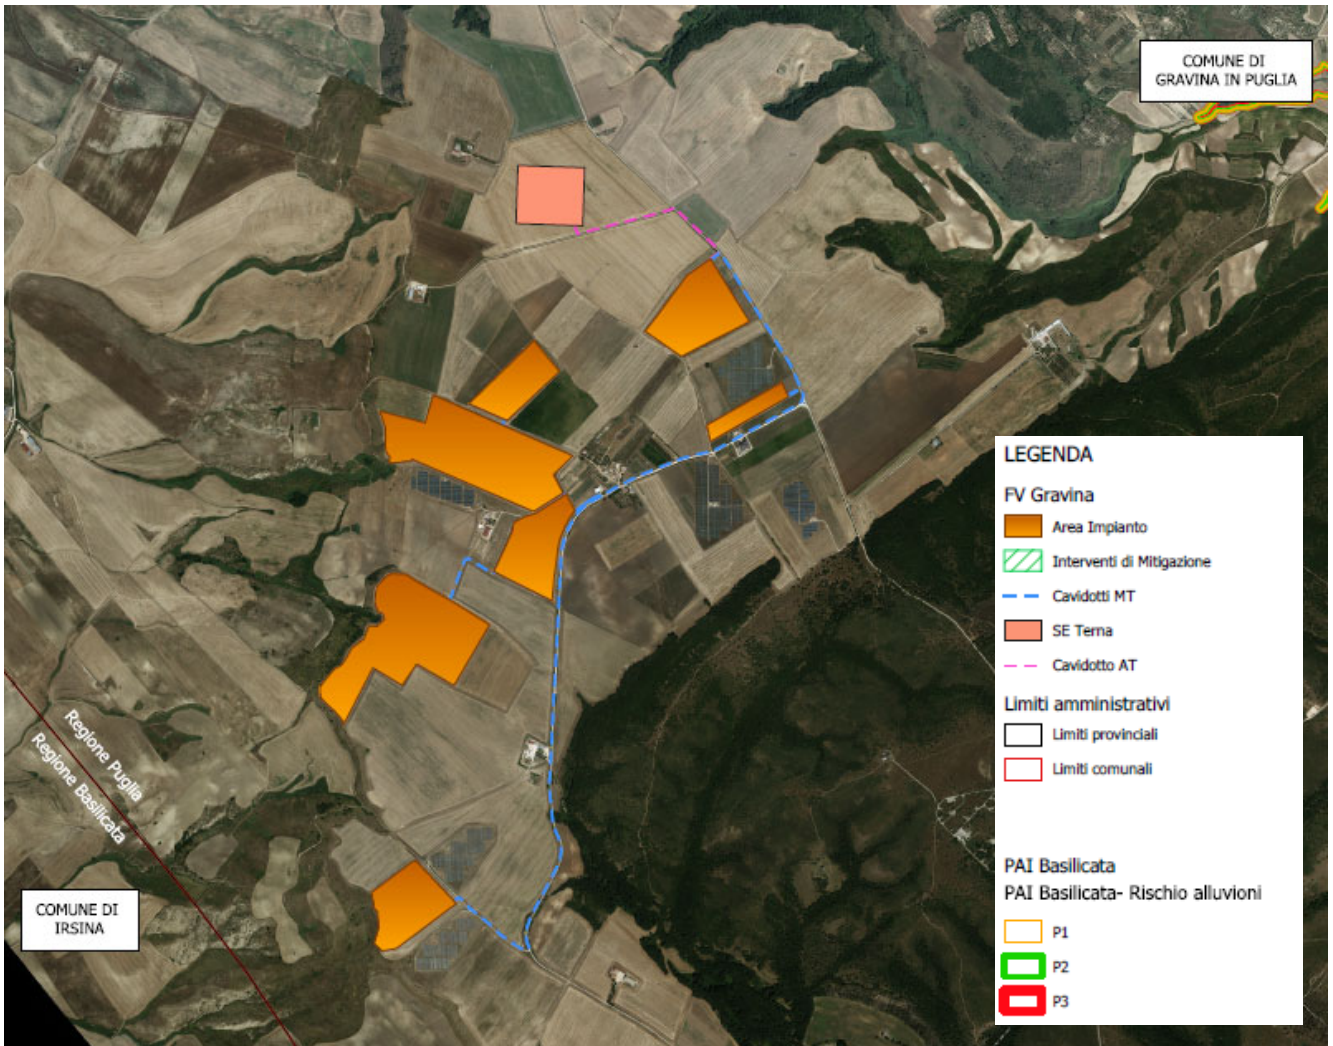 COMUNE DI
GRAVINA IN PUGLIA
LEGENDA
FV Gravina
Area Impianto
Interventi di Mitigazione
Cavidotti MT
SE Terna
Cavidotto AT
Limiti amministrativi
Limiti provinciali
Limiti comunali
PAI Basilicata
PAI Basilicata- Rischio alluvioni
P1
P2
P3
Regione Puglia
Regione Basilicata
COMUNE DI
IRSINA